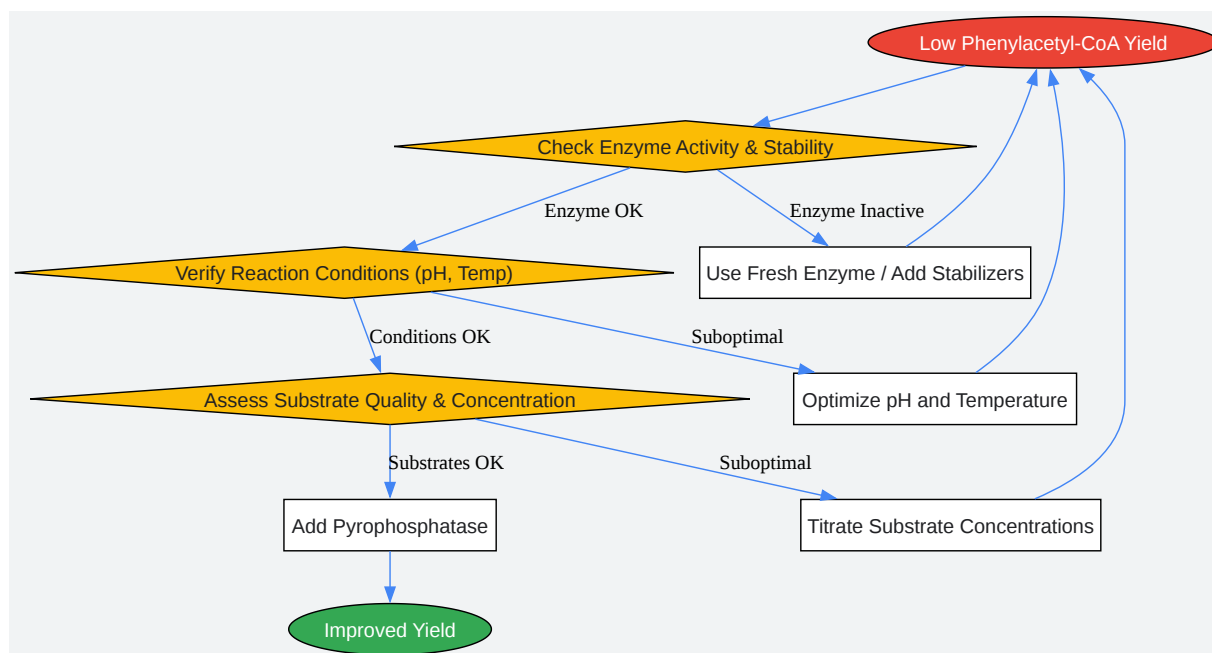 Low Phenylacetyl-CoA Yield
Check Enzyme Activity & Stability
Enzyme OK
Enzyme Inactive
Verify Reaction Conditions (pH, Temp)
Use Fresh Enzyme / Add Stabilizers
Conditions OK
Suboptimal
Assess Substrate Quality & Concentration
Optimize pH and Temperature
Substrates OK
Suboptimal
Add Pyrophosphatase
Titrate Substrate Concentrations
Improved Yield